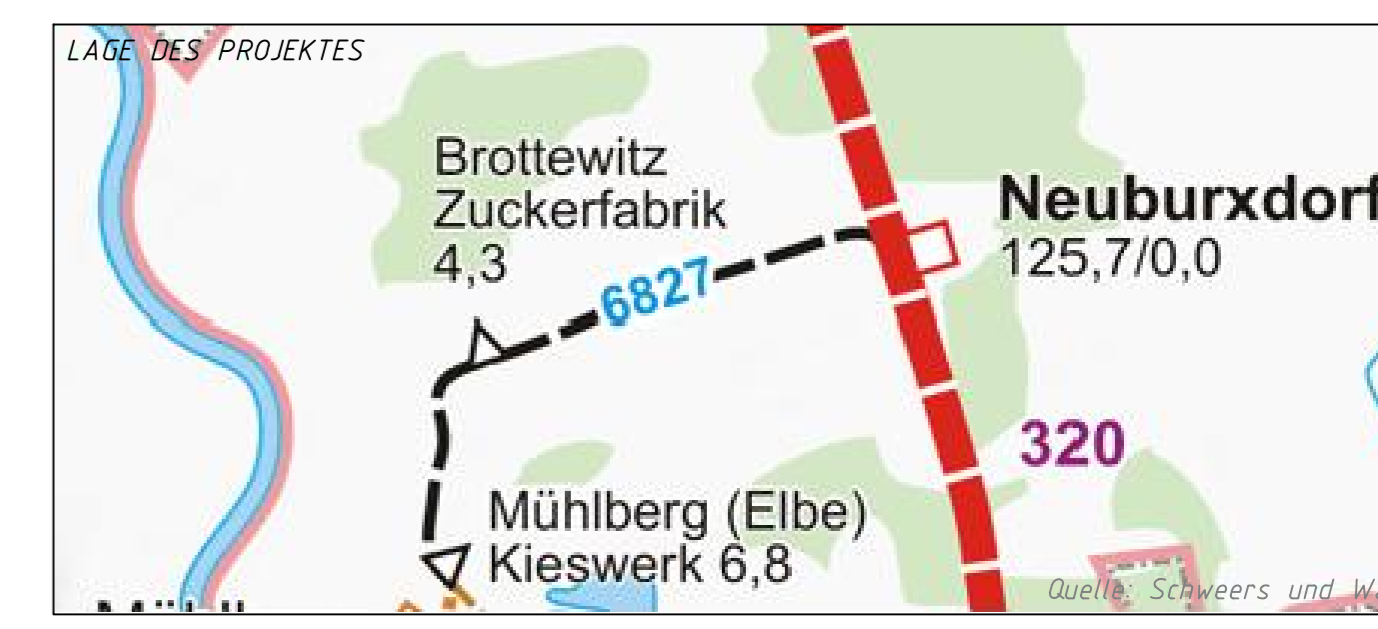 LAGE DES PROJEKTES
Brottewitz
Zuckerfabrik
4,3
6827
Neuburxdorf
125,7/0,0
320
Mühlberg (Elbe)
Kieswerk 6,8
Quelle: Schweers und